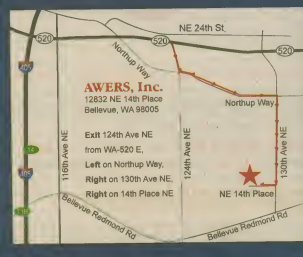 NE 24th St.
520
520
520
Northup Way
405
AWERS, Inc.
12832 NE 14th Place
Bellevue, WA 98005
Northup Way
Exit 124th Ave NE
from WA-520 E,
Left on Northup Way,
Right on 130th Ave NE,
Right on 14th Place NE
116th Ave NE
124th Ave NE
130th Ave NE
NE 14th Place
405
Bellevue Redmond Rd
Bellevue Redmond Rd